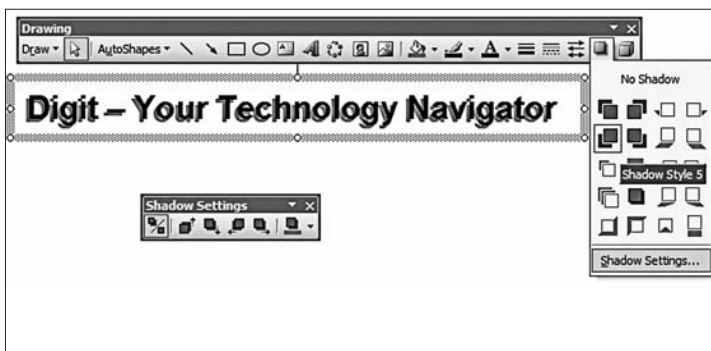 Drawing
Draw AutoShapes A
No Shadow
Digit – Your Technology Navigator
Shadow Style 5
Shadow Settings
Shadow Settings...